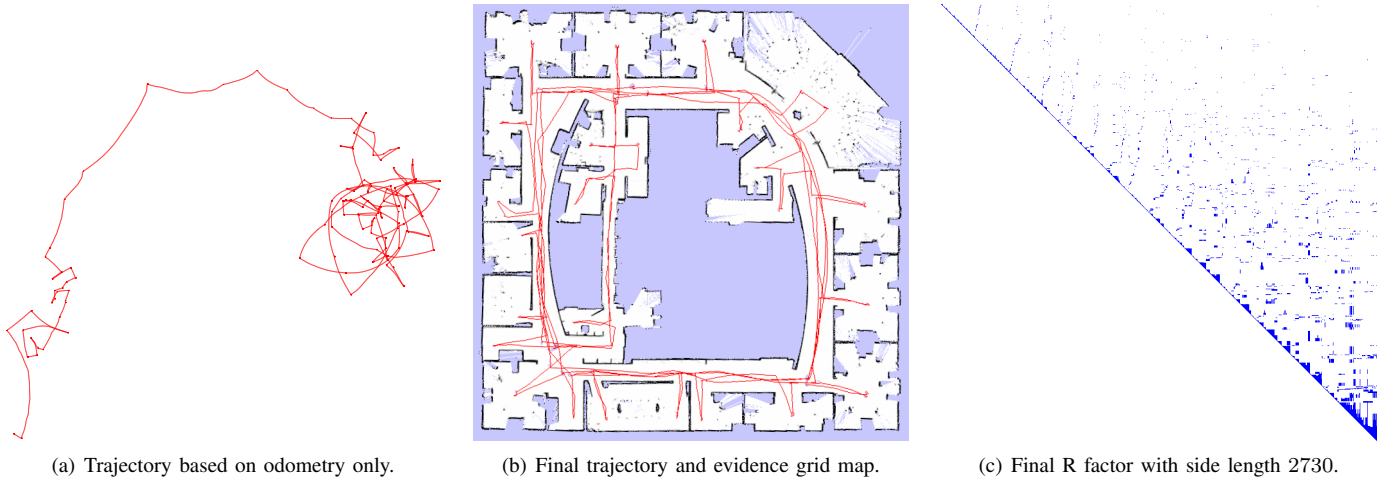 (a) Trajectory based on odometry only.
(b) Final trajectory and evidence grid map.
(c) Final R factor with side length 2730.